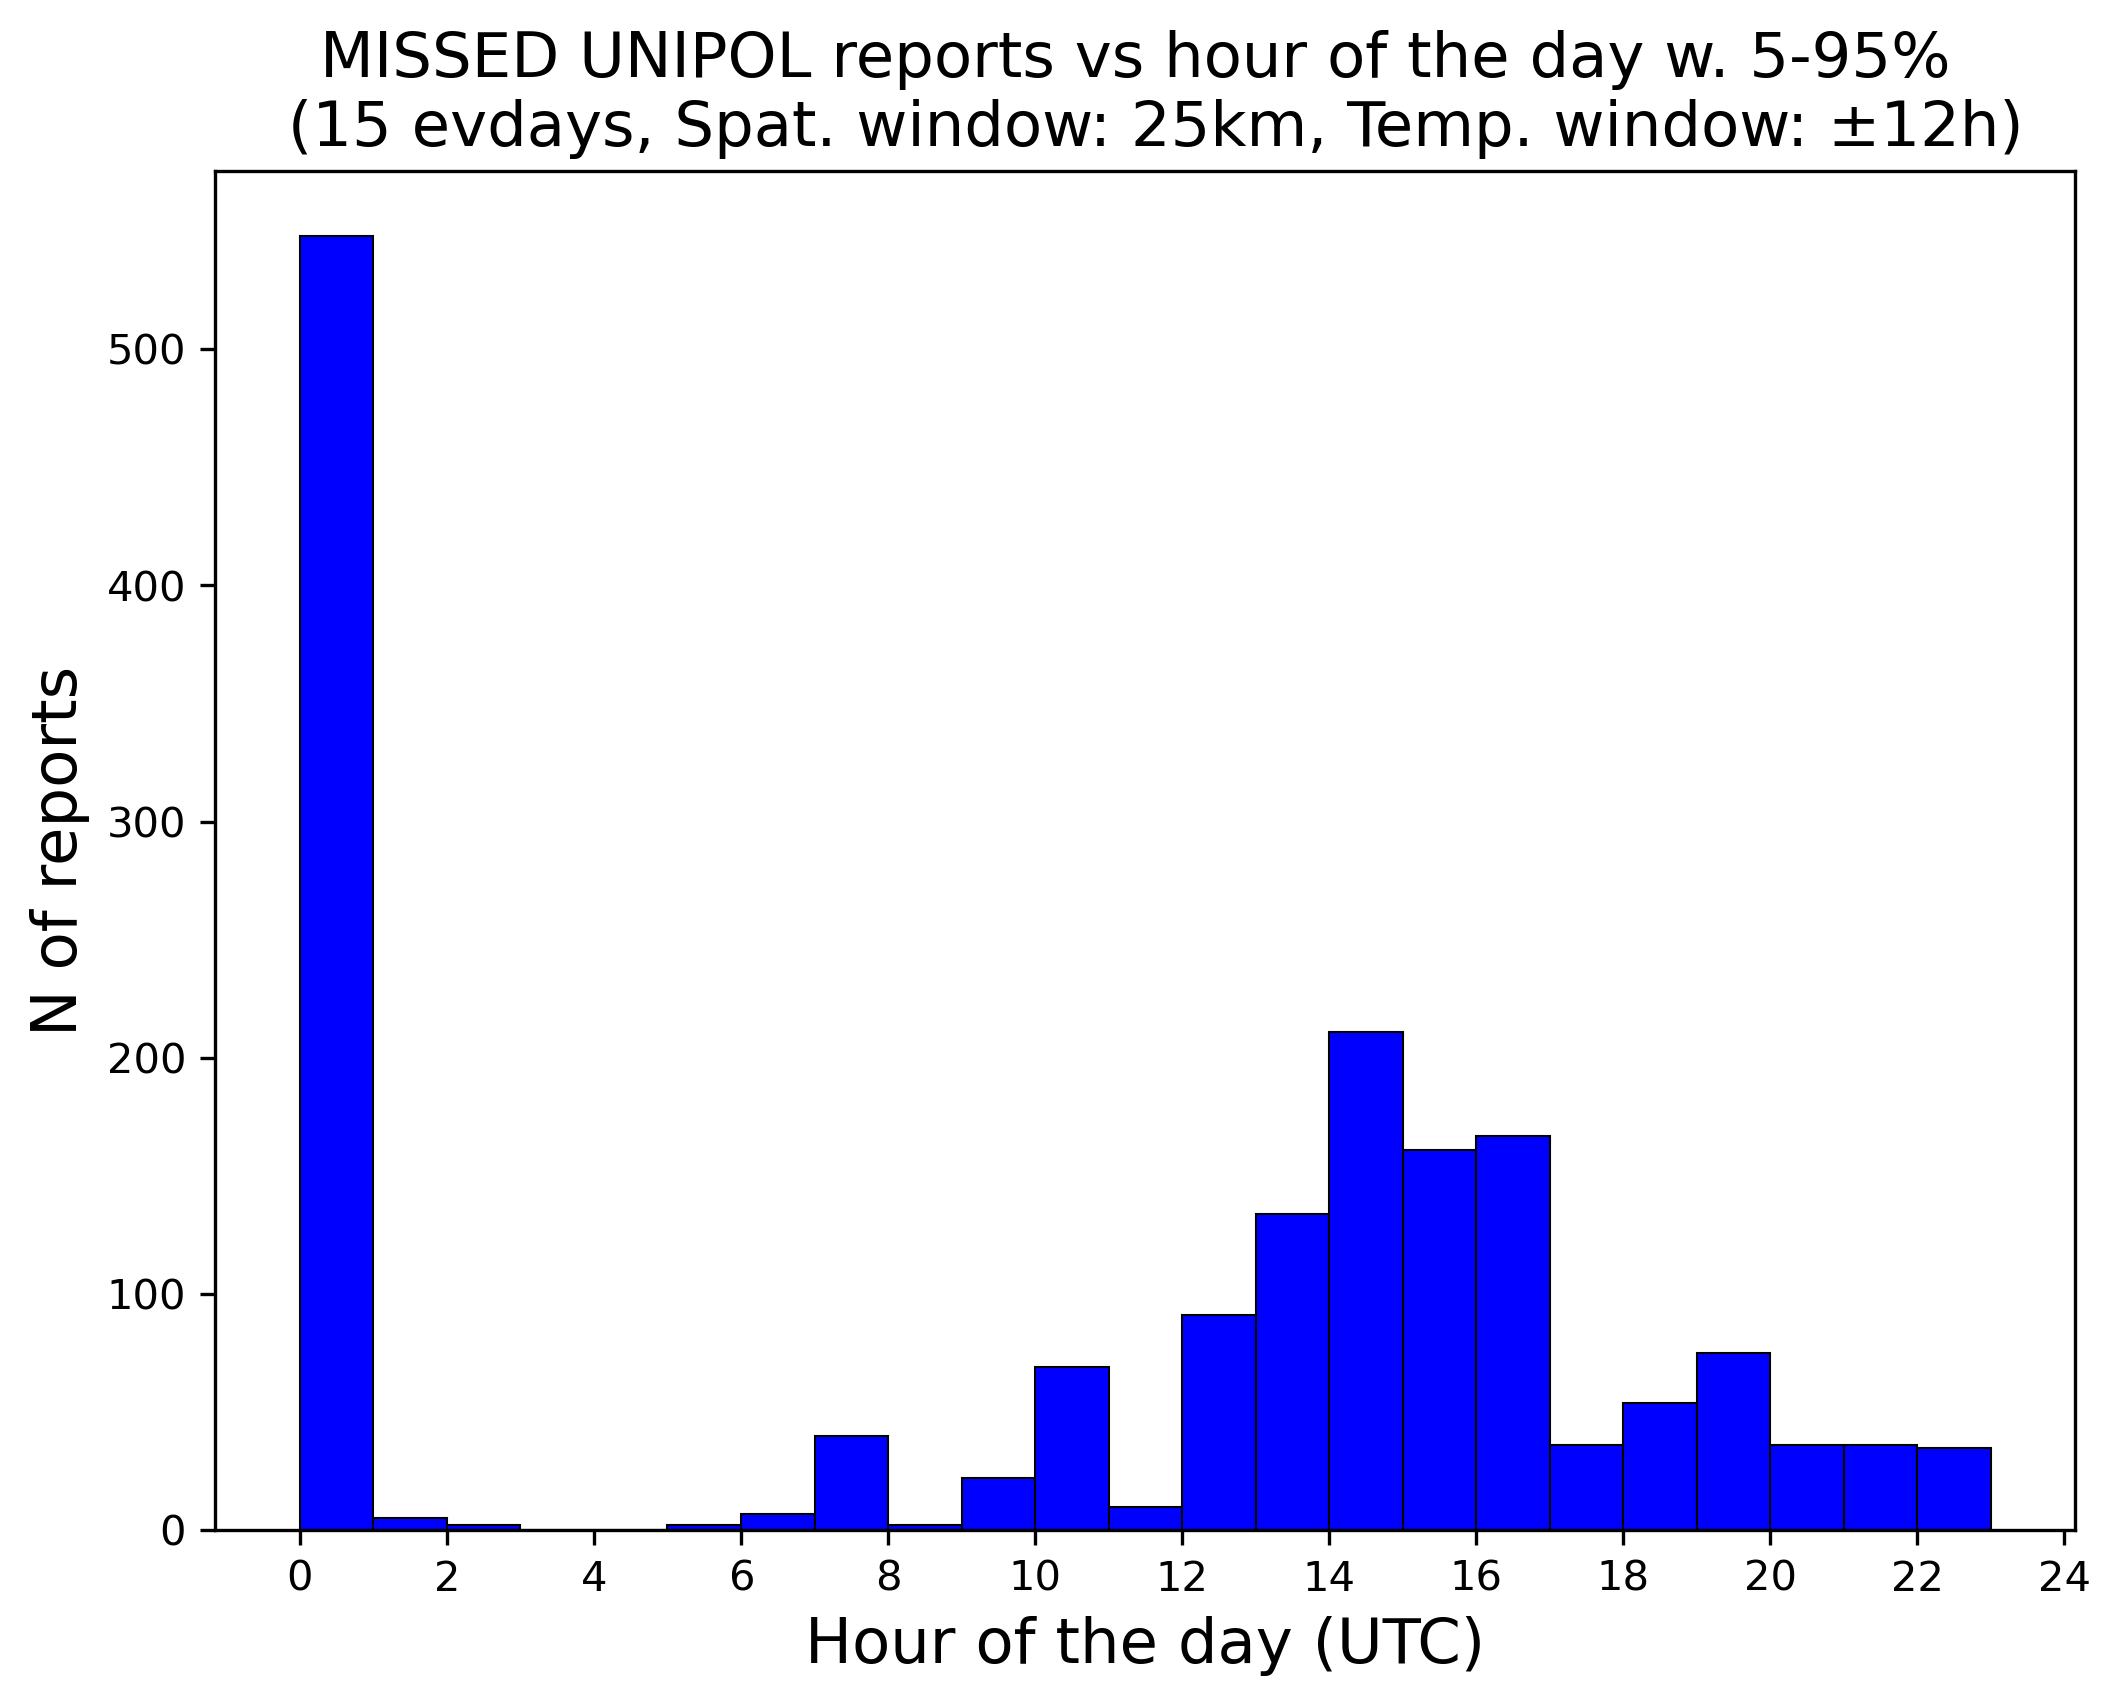 MISSED UNIPOL reports vs hour of the day w. 5-95%
(15 evdays, Spat. window: 25km, Temp. window: ±12h)
500
400
300
200
100
0
N of reports
0 2 4 6 8 10 12 14 16 18 20 22 24
Hour of the day (UTC)